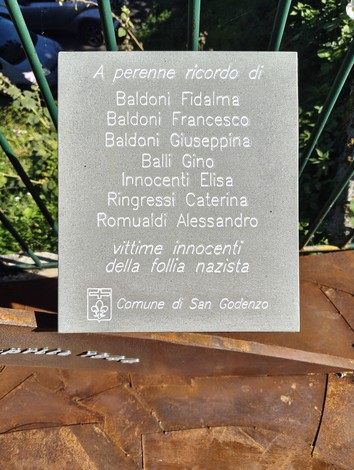 A perenne ricordo di
Baldoni Fidalma
Baldoni Francesco
Baldoni Giuseppina
Balli Gino
Innocenti Elisa
Ringressi Caterina
Romualdi Alessandro
vittime innocenti
della follia nazista
Comune di San Godenzo